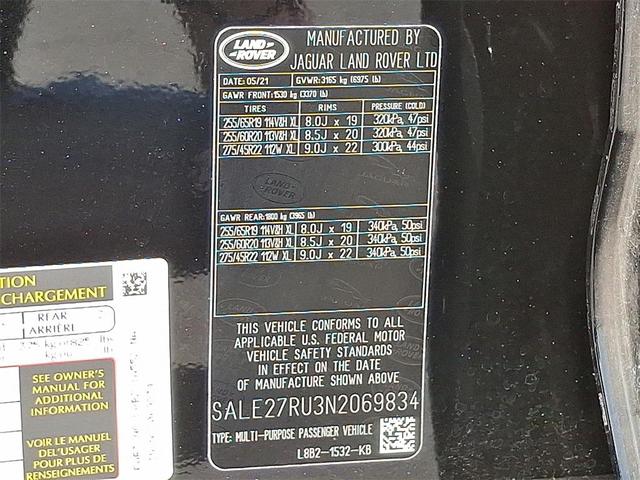 LAND ROVER
MANUFACTURED BY
JAGUAR LAND ROVER LTD
DATE: 05/21 GVWR: 3165 kg (6975 lb)
GAWR FRONT: 1530 kg (3370 lb)
TIRES RIMS PRESSURE (COLD)
255/65R19 114V&H XL 8.0J x 19 320kPa, 47psi
255/60R20 113V&H XL 8.5J x 20 320kPa, 47psi
275/45R22 112W XL 9.0J x 22 300kPa, 44psi
GAWR REAR: 1800 kg (3965 lb)
255/65R19 114V&H XL 8.0J x 19 340kPa, 50psi
255/60R20 113V&H XL 8.5J x 20 340kPa, 50psi
275/45R22 112W XL 9.0J x 22 340kPa, 50psi
THIS VEHICLE CONFORMS TO ALL
APPLICABLE U.S. FEDERAL MOTOR
VEHICLE SAFETY STANDARDS
IN EFFECT ON THE DATE
OF MANUFACTURE SHOWN ABOVE
SALE27RU3N2069834
TYPE: MULTI-PURPOSE PASSENGER VEHICLE
L8B2-1532-KB
CHARGEMENT
REAR
ARRIÈRE
SEE OWNER'S
MANUAL FOR
ADDITIONAL
INFORMATION
VOIR LE MANUEL
DEL'USAGER
POUR PLUS DE
RENSEIGNEMENTS